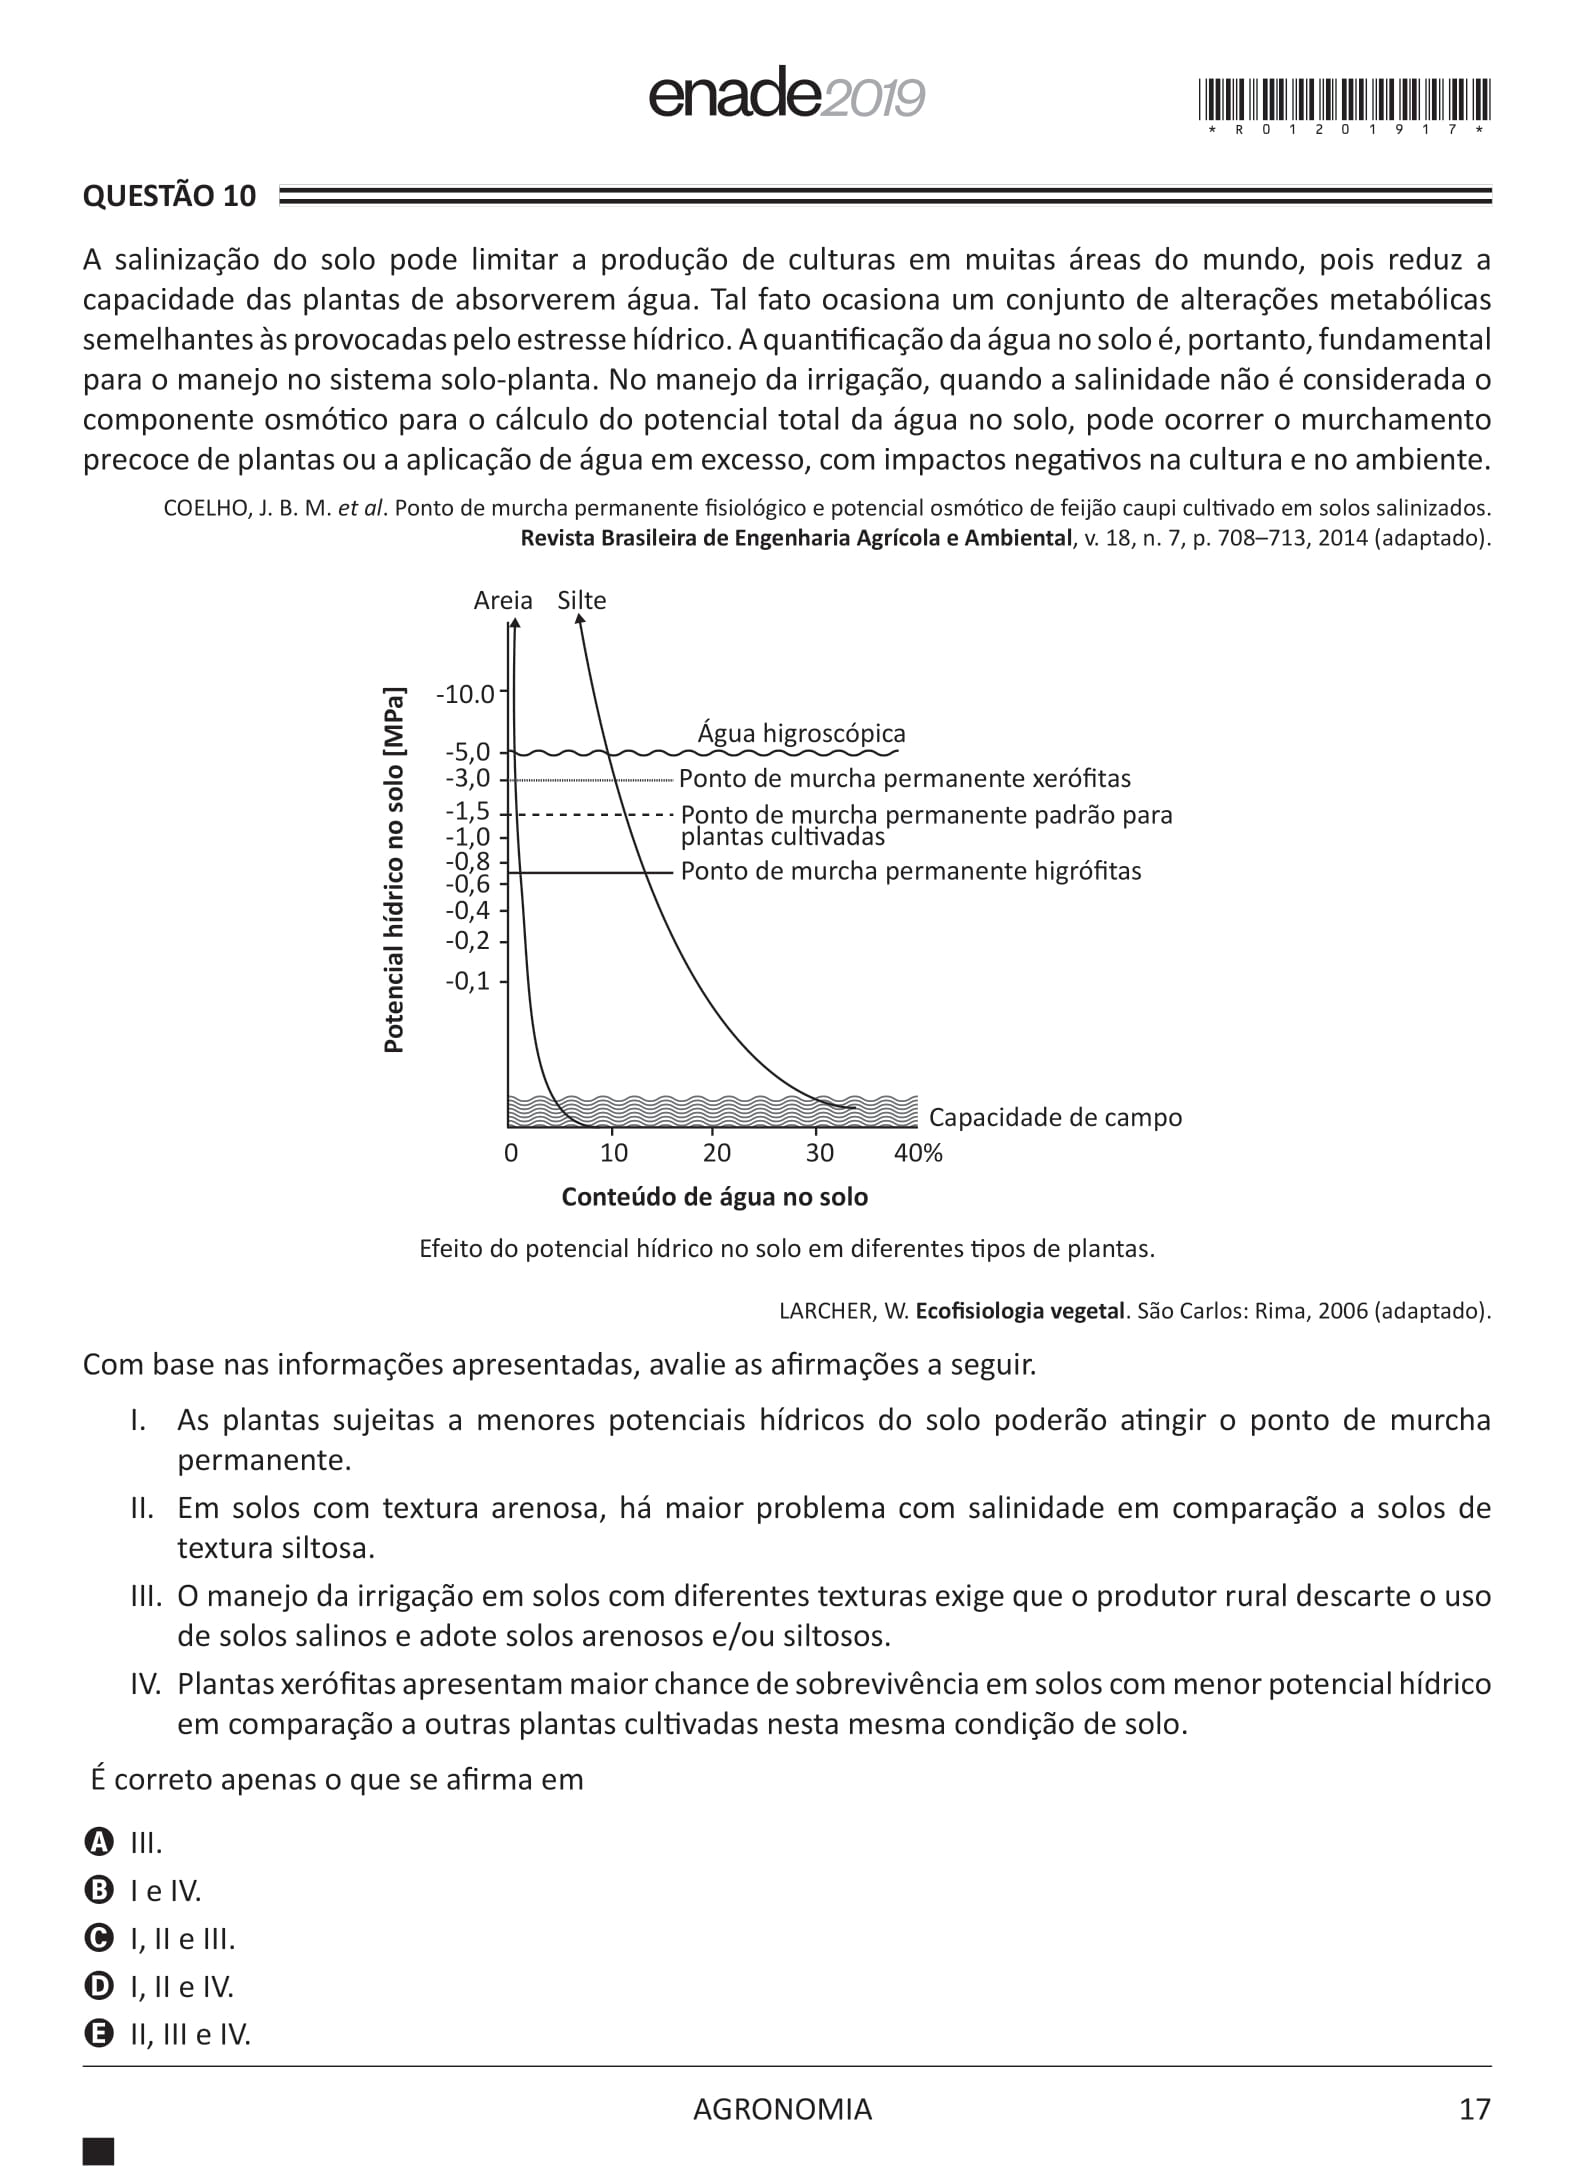 enade2019
*R01201917*
QUESTÃO 10
A salinização do solo pode limitar a produção de culturas em muitas áreas do mundo, pois reduz a
capacidade das plantas de absorverem água. Tal fato ocasiona um conjunto de alterações metabólicas
semelhantes às provocadas pelo estresse hídrico. A quantificação da água no solo é, portanto, fundamental
para o manejo no sistema solo-planta. No manejo da irrigação, quando a salinidade não é considerada o
componente osmótico para o cálculo do potencial total da água no solo, pode ocorrer o murchamento
precoce de plantas ou a aplicação de água em excesso, com impactos negativos na cultura e no ambiente.
COELHO, J. B. M. et al. Ponto de murcha permanente fisiológico e potencial osmótico de feijão caupi cultivado em solos salinizados.
Revista Brasileira de Engenharia Agrícola e Ambiental, v. 18, n. 7, p. 708–713, 2014 (adaptado).
Areia Silte
Potencial hídrico no solo [MPa]
-10.0
-5,0
-3,0
-1,5
-1,0
-0,8
-0,6
-0,4
-0,2
-0,1
Água higroscópica
Ponto de murcha permanente xerófitas
Ponto de murcha permanente padrão para
plantas cultivadas
Ponto de murcha permanente higrófitas
Capacidade de campo
0 10 20 30 40%
Conteúdo de água no solo
Efeito do potencial hídrico no solo em diferentes tipos de plantas.
LARCHER, W. Ecofisiologia vegetal. São Carlos: Rima, 2006 (adaptado).
Com base nas informações apresentadas, avalie as afirmações a seguir.
I. As plantas sujeitas a menores potenciais hídricos do solo poderão atingir o ponto de murcha
permanente.
II. Em solos com textura arenosa, há maior problema com salinidade em comparação a solos de
textura siltosa.
III. O manejo da irrigação em solos com diferentes texturas exige que o produtor rural descarte o uso
de solos salinos e adote solos arenosos e/ou siltosos.
IV. Plantas xerófitas apresentam maior chance de sobrevivência em solos com menor potencial hídrico
em comparação a outras plantas cultivadas nesta mesma condição de solo.
É correto apenas o que se afirma em
A III.
B I e IV.
C I, II e III.
D I, II e IV.
E II, III e IV.
AGRONOMIA
17